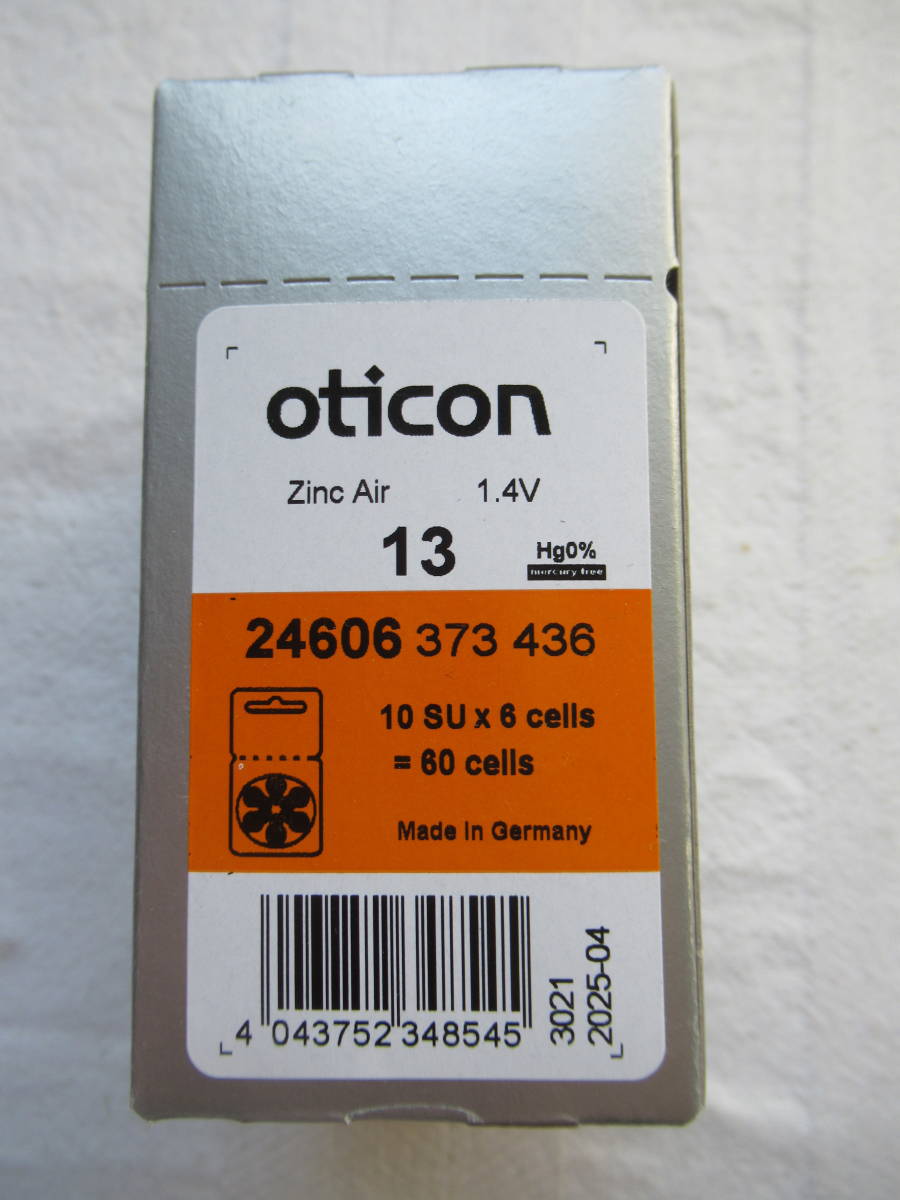 oticon
Zinc Air 1.4V
13 Hg0%
mercury free
24606 373 436
10 SU x 6 cells
= 60 cells
Made in Germany
4 043752 348545
3021
2025-04